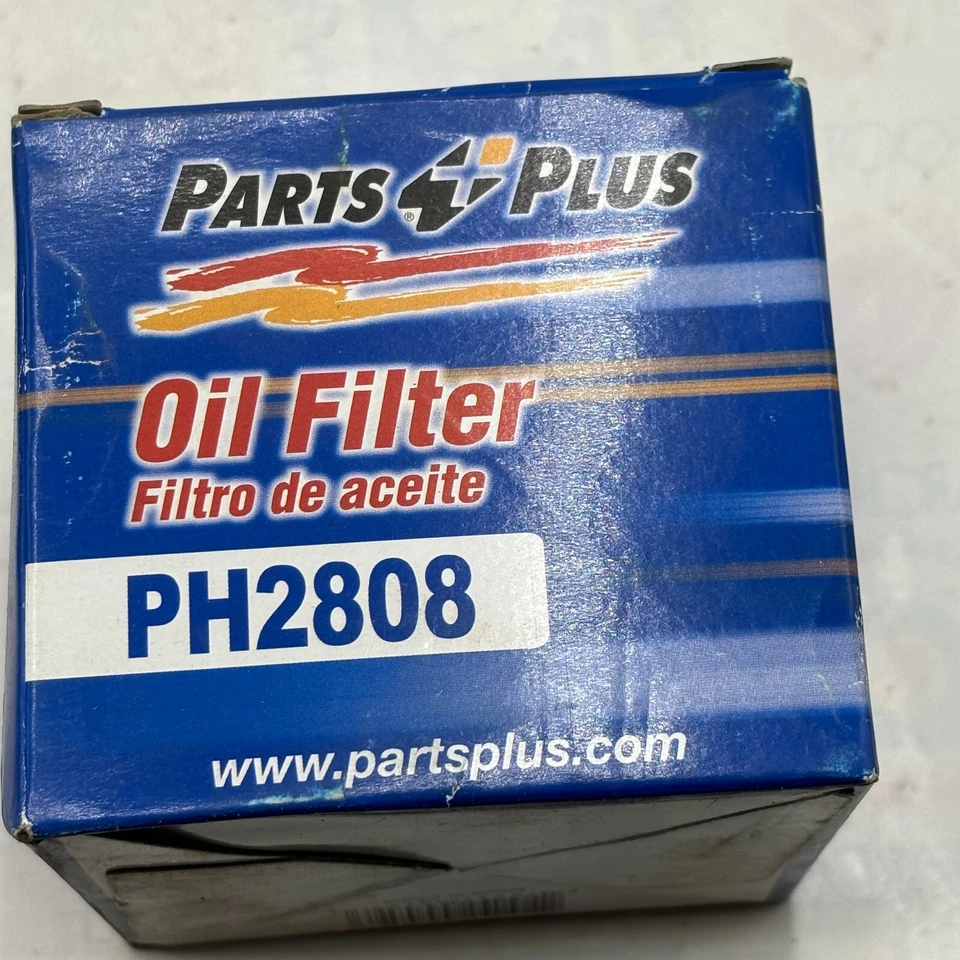 PARTS PLUS
®
Oil Filter
Filtro de aceite
PH2808
www.partsplus.com